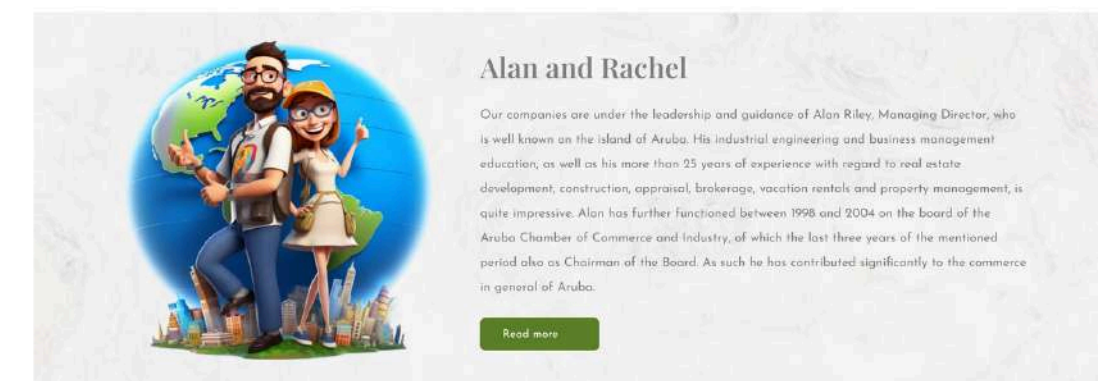 Alan and Rachel
Our companies are under the leadership and guidance of Alan Riley, Managing Director, who
is well known on the island of Aruba. His industrial engineering and business management
education, as well as his more than 25 years of experience with regard to real estate
development, construction, appraisal, brokerage, vacation rentals and property management, is
quite impressive. Alan has further functioned between 1998 and 2004 on the board of the
Aruba Chamber of Commerce and Industry, of which the last three years of the mentioned
period also as Chairman of the Board. As such he has contributed significantly to the commerce
in general of Aruba.
Read more